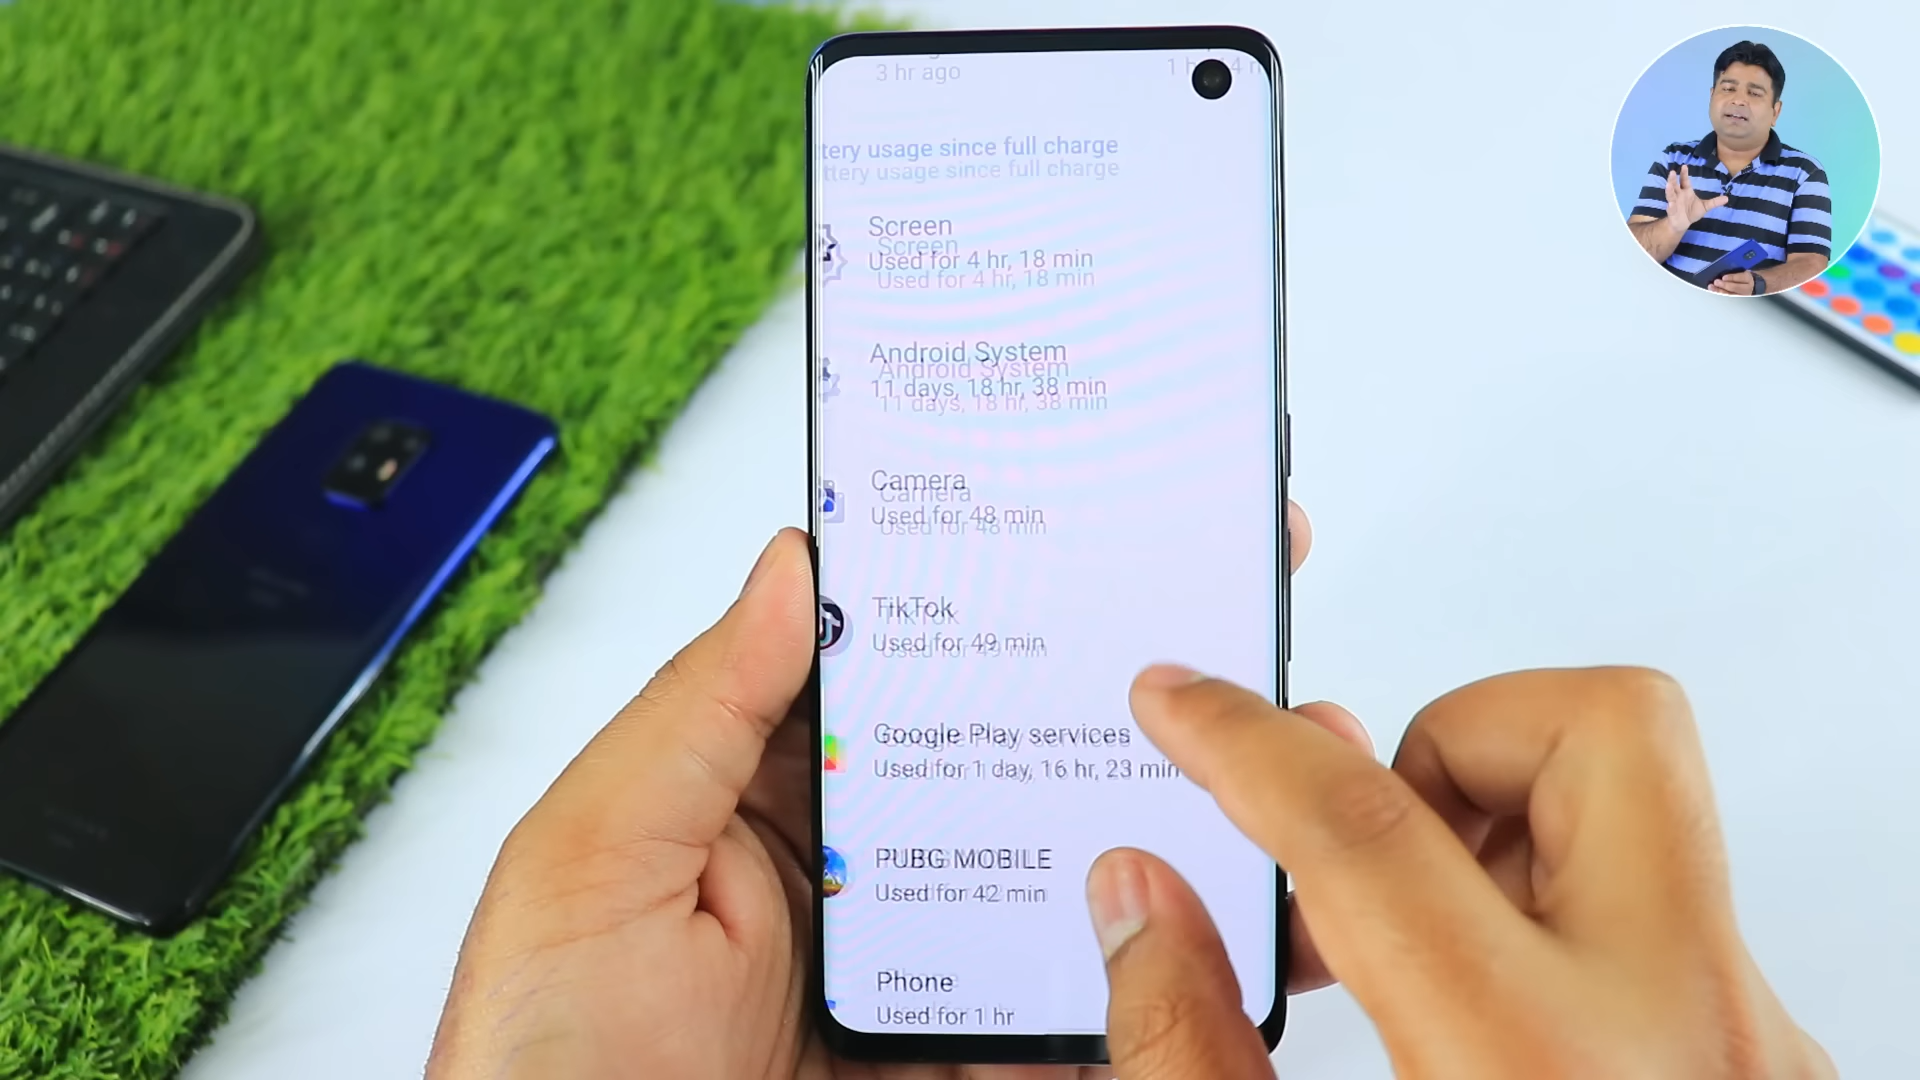 3 hr ago
tery usage since full charge
Screen
Used for 4 hr, 18 min
Android System
11 days, 18 hr, 38 min
Camera
Used for 48 min
TikTok
Used for 49 min
Google Play services
Used for 1 day, 16 hr, 23 min
PUBG MOBILE
Used for 42 min
Phone
Used for 1 hr